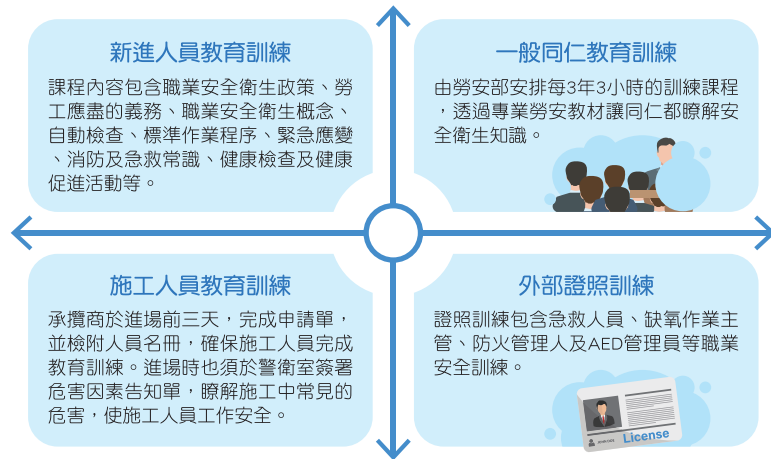 新進人員教育訓練
課程內容包含職業安全衛生政策、勞
工應盡的義務、職業安全衛生概念、
自動檢查、標準作業程序、緊急應變
、消防及急救常識、健康檢查及健康
促進活動等。
一般同仁教育訓練
由勞安部安排每3年3小時的訓練課程
，透過專業勞安教材讓同仁都瞭解安
全衛生知識。
施工人員教育訓練
承攬商於進場前三天，完成申請單，
並檢附人員名冊，確保施工人員完成
教育訓練。進場時也須於警衛室簽署
危害因素告知單，瞭解施工中常見的
危害，使施工人員工作安全。
外部證照訓練
證照訓練包含急救人員、缺氧作業主
管、防火管理人及AED管理員等職業
安全訓練。
License